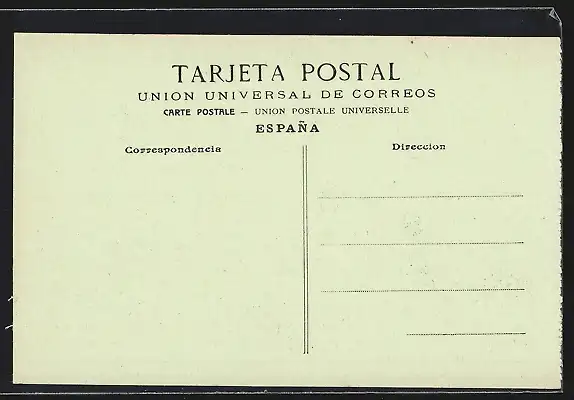 TARJETA POSTAL
UNION UNIVERSAL DE CORREOS
CARTE POSTALE — UNION POSTALE UNIVERSELLE
ESPAÑA
Correspondencia
Direccion